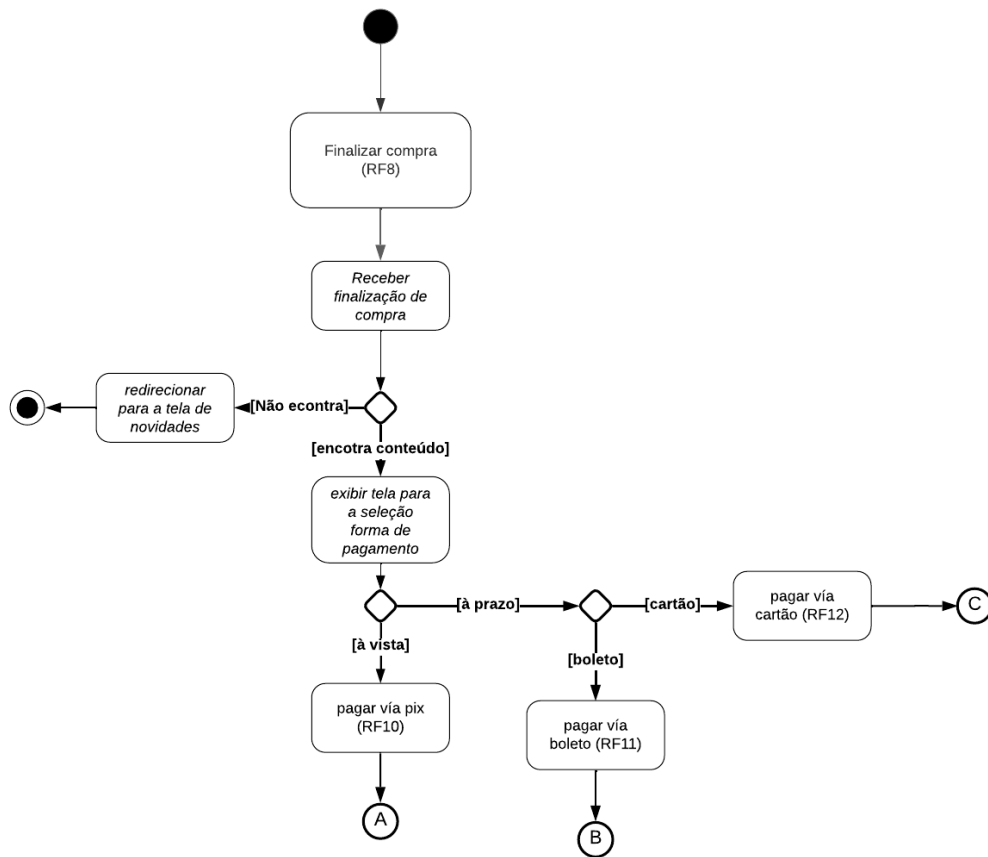 Finalizar compra
(RF8)
Receber
finalização de
compra
redirecionar
para a tela de
novidades
[Não econtra]
[encotra conteúdo]
exibir tela para
a seleção
forma de
pagamento
[à prazo]
[cartão]
pagar vía
cartão (RF12)
C
[à vista]
[boleto]
pagar vía pix
(RF10)
pagar vía
boleto (RF11)
A
B